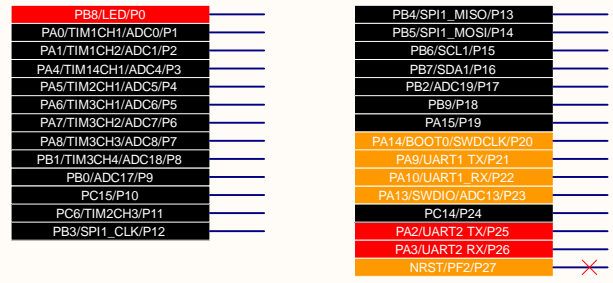 PB8/LED/P0
PA0/TIM1CH1/ADC0/P1
PA1/TIM1CH2/ADC1/P2
PA4/TIM14CH1/ADC4/P3
PA5/TIM2CH1/ADC5/P4
PA6/TIM3CH1/ADC6/P5
PA7/TIM3CH2/ADC7/P6
PA8/TIM3CH3/ADC8/P7
PB1/TIM3CH4/ADC18/P8
PB0/ADC17/P9
PC15/P10
PC6/TIM2CH3/P11
PB3/SPI1_CLK/P12
PB4/SPI1_MISO/P13
PB5/SPI1_MOSI/P14
PB6/SCL1/P15
PB7/SDA1/P16
PB2/ADC19/P17
PB9/P18
PA15/P19
PA14/BOOT0/SWDCLK/P20
PA9/UART1 TX/P21
PA10/UART1_RX/P22
PA13/SWDIO/ADC13/P23
PC14/P24
PA2/UART2 TX/P25
PA3/UART2 RX/P26
NRST/PF2/P27